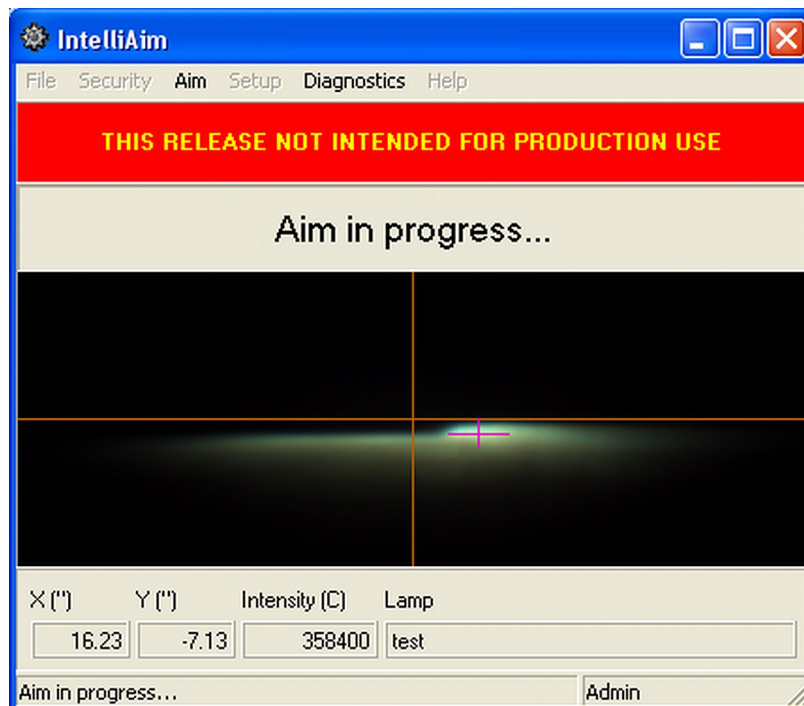 IntelliAim
File Security Aim Setup Diagnostics Help
THIS RELEASE NOT INTENDED FOR PRODUCTION USE
Aim in progress...
X (") Y (") Intensity (C) Lamp
16.23 -7.13 358400 test
Aim in progress... Admin